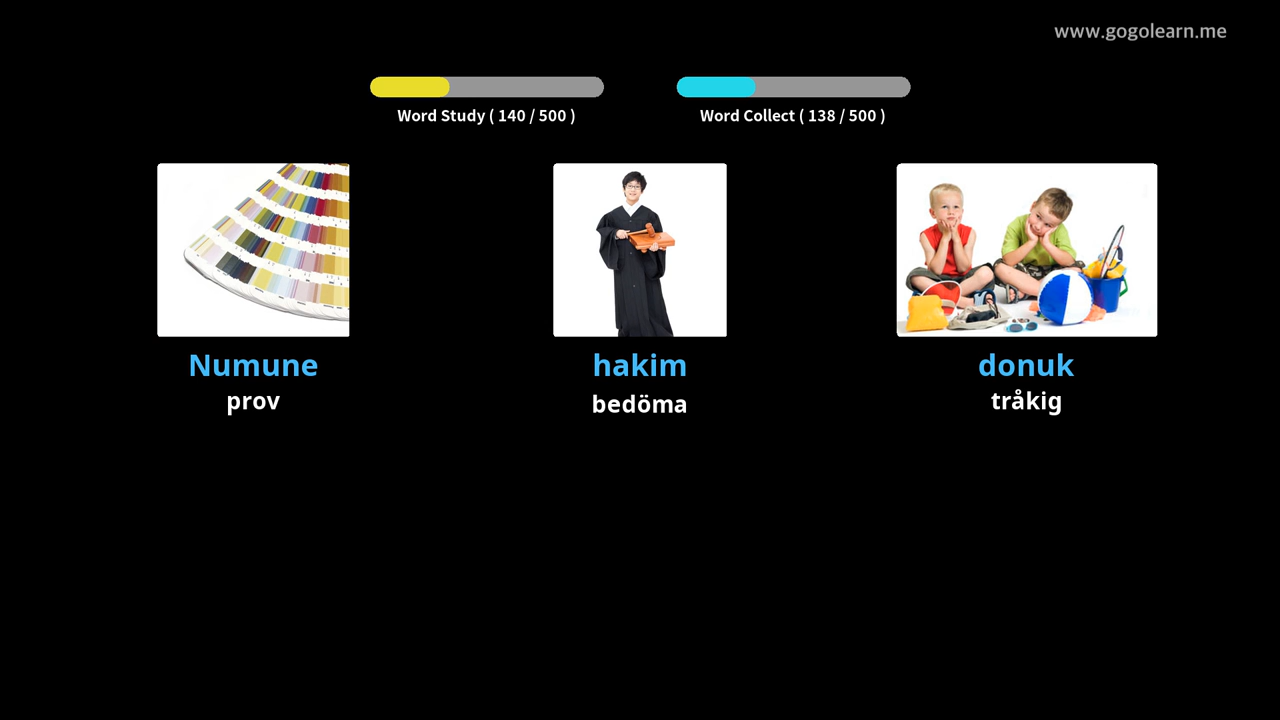 www.gogolearn.me
Word Study ( 140 / 500 )
Word Collect ( 138 / 500 )
Numune
prov
hakim
bedöma
donuk
tråkig